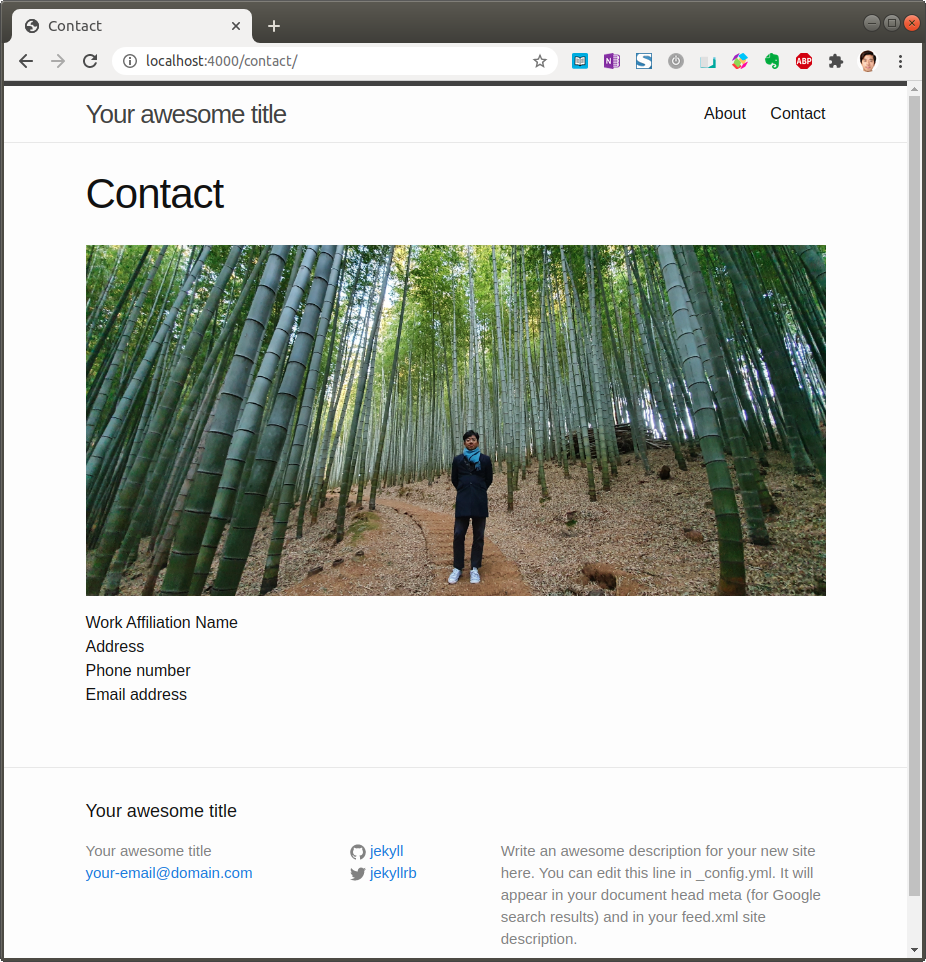 Contact
localhost:4000/contact/
N
S
ABP
Your awesome title
About
Contact
Contact
Work Affiliation Name
Address
Phone number
Email address
Your awesome title
Your awesome title
your-email@domain.com
jekyll
jekyllrb
Write an awesome description for your new site
here. You can edit this line in _config.yml. It will
appear in your document head meta (for Google
search results) and in your feed.xml site
description.